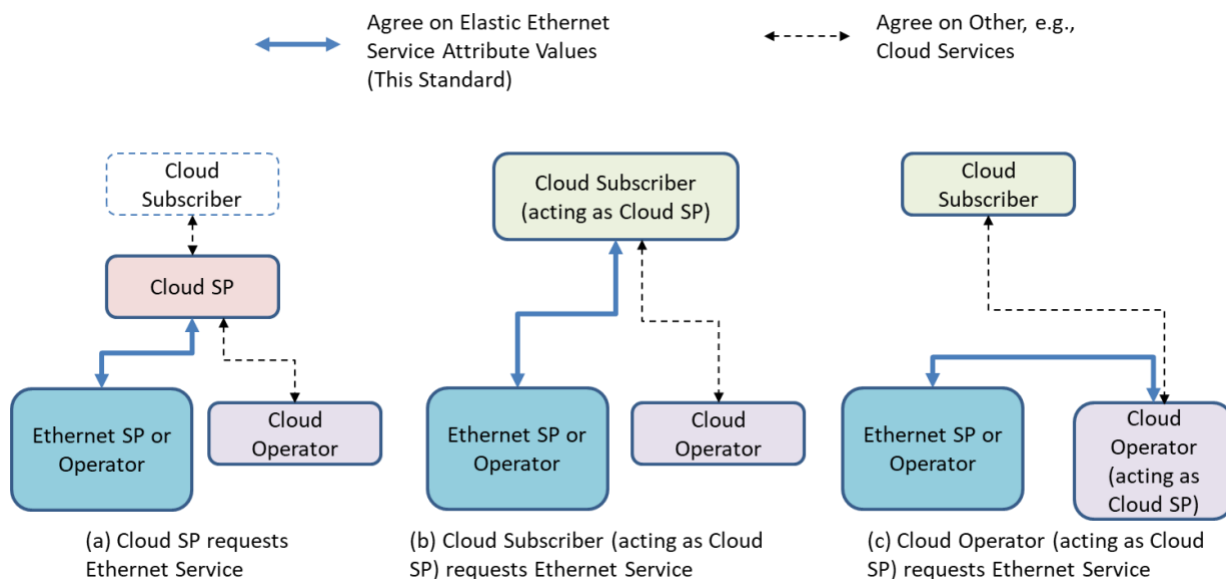 Agree on Elastic Ethernet
Service Attribute Values
(This Standard)
Agree on Other, e.g.,
Cloud Services
Cloud
Subscriber
Cloud SP
Ethernet SP or
Operator
Cloud
Operator
(a) Cloud SP requests
Ethernet Service
Cloud Subscriber
(acting as Cloud SP)
Ethernet SP or
Operator
Cloud
Operator
(b) Cloud Subscriber (acting as Cloud
SP) requests Ethernet Service
Cloud
Subscriber
Ethernet SP or
Operator
Cloud
Operator
(acting as
Cloud SP)
(c) Cloud Operator (acting as Cloud
SP) requests Ethernet Service